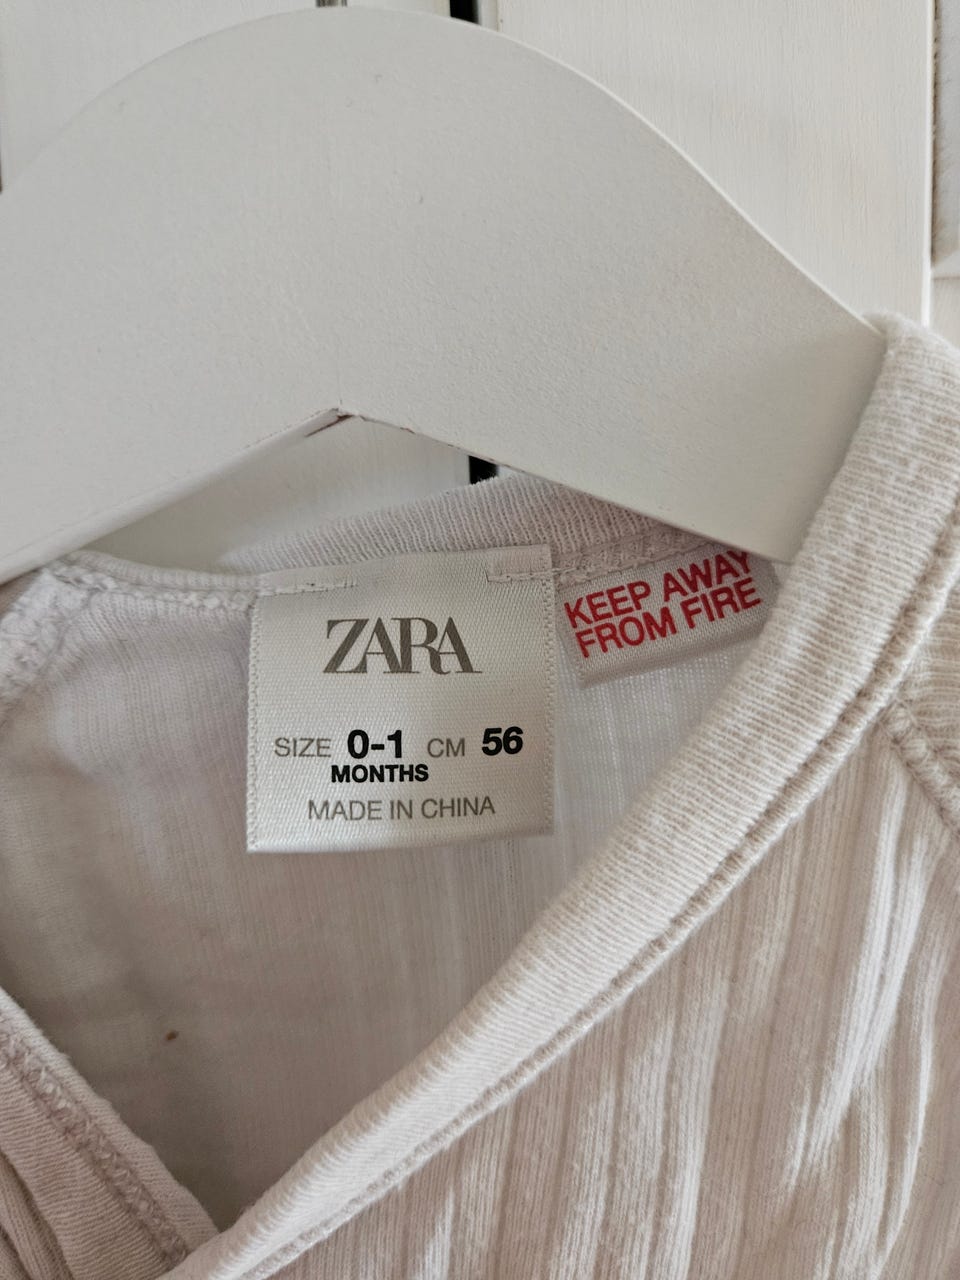 ZARA
SIZE 0-1 CM 56
MONTHS
MADE IN CHINA
KEEP AWAY
FROM FIRE